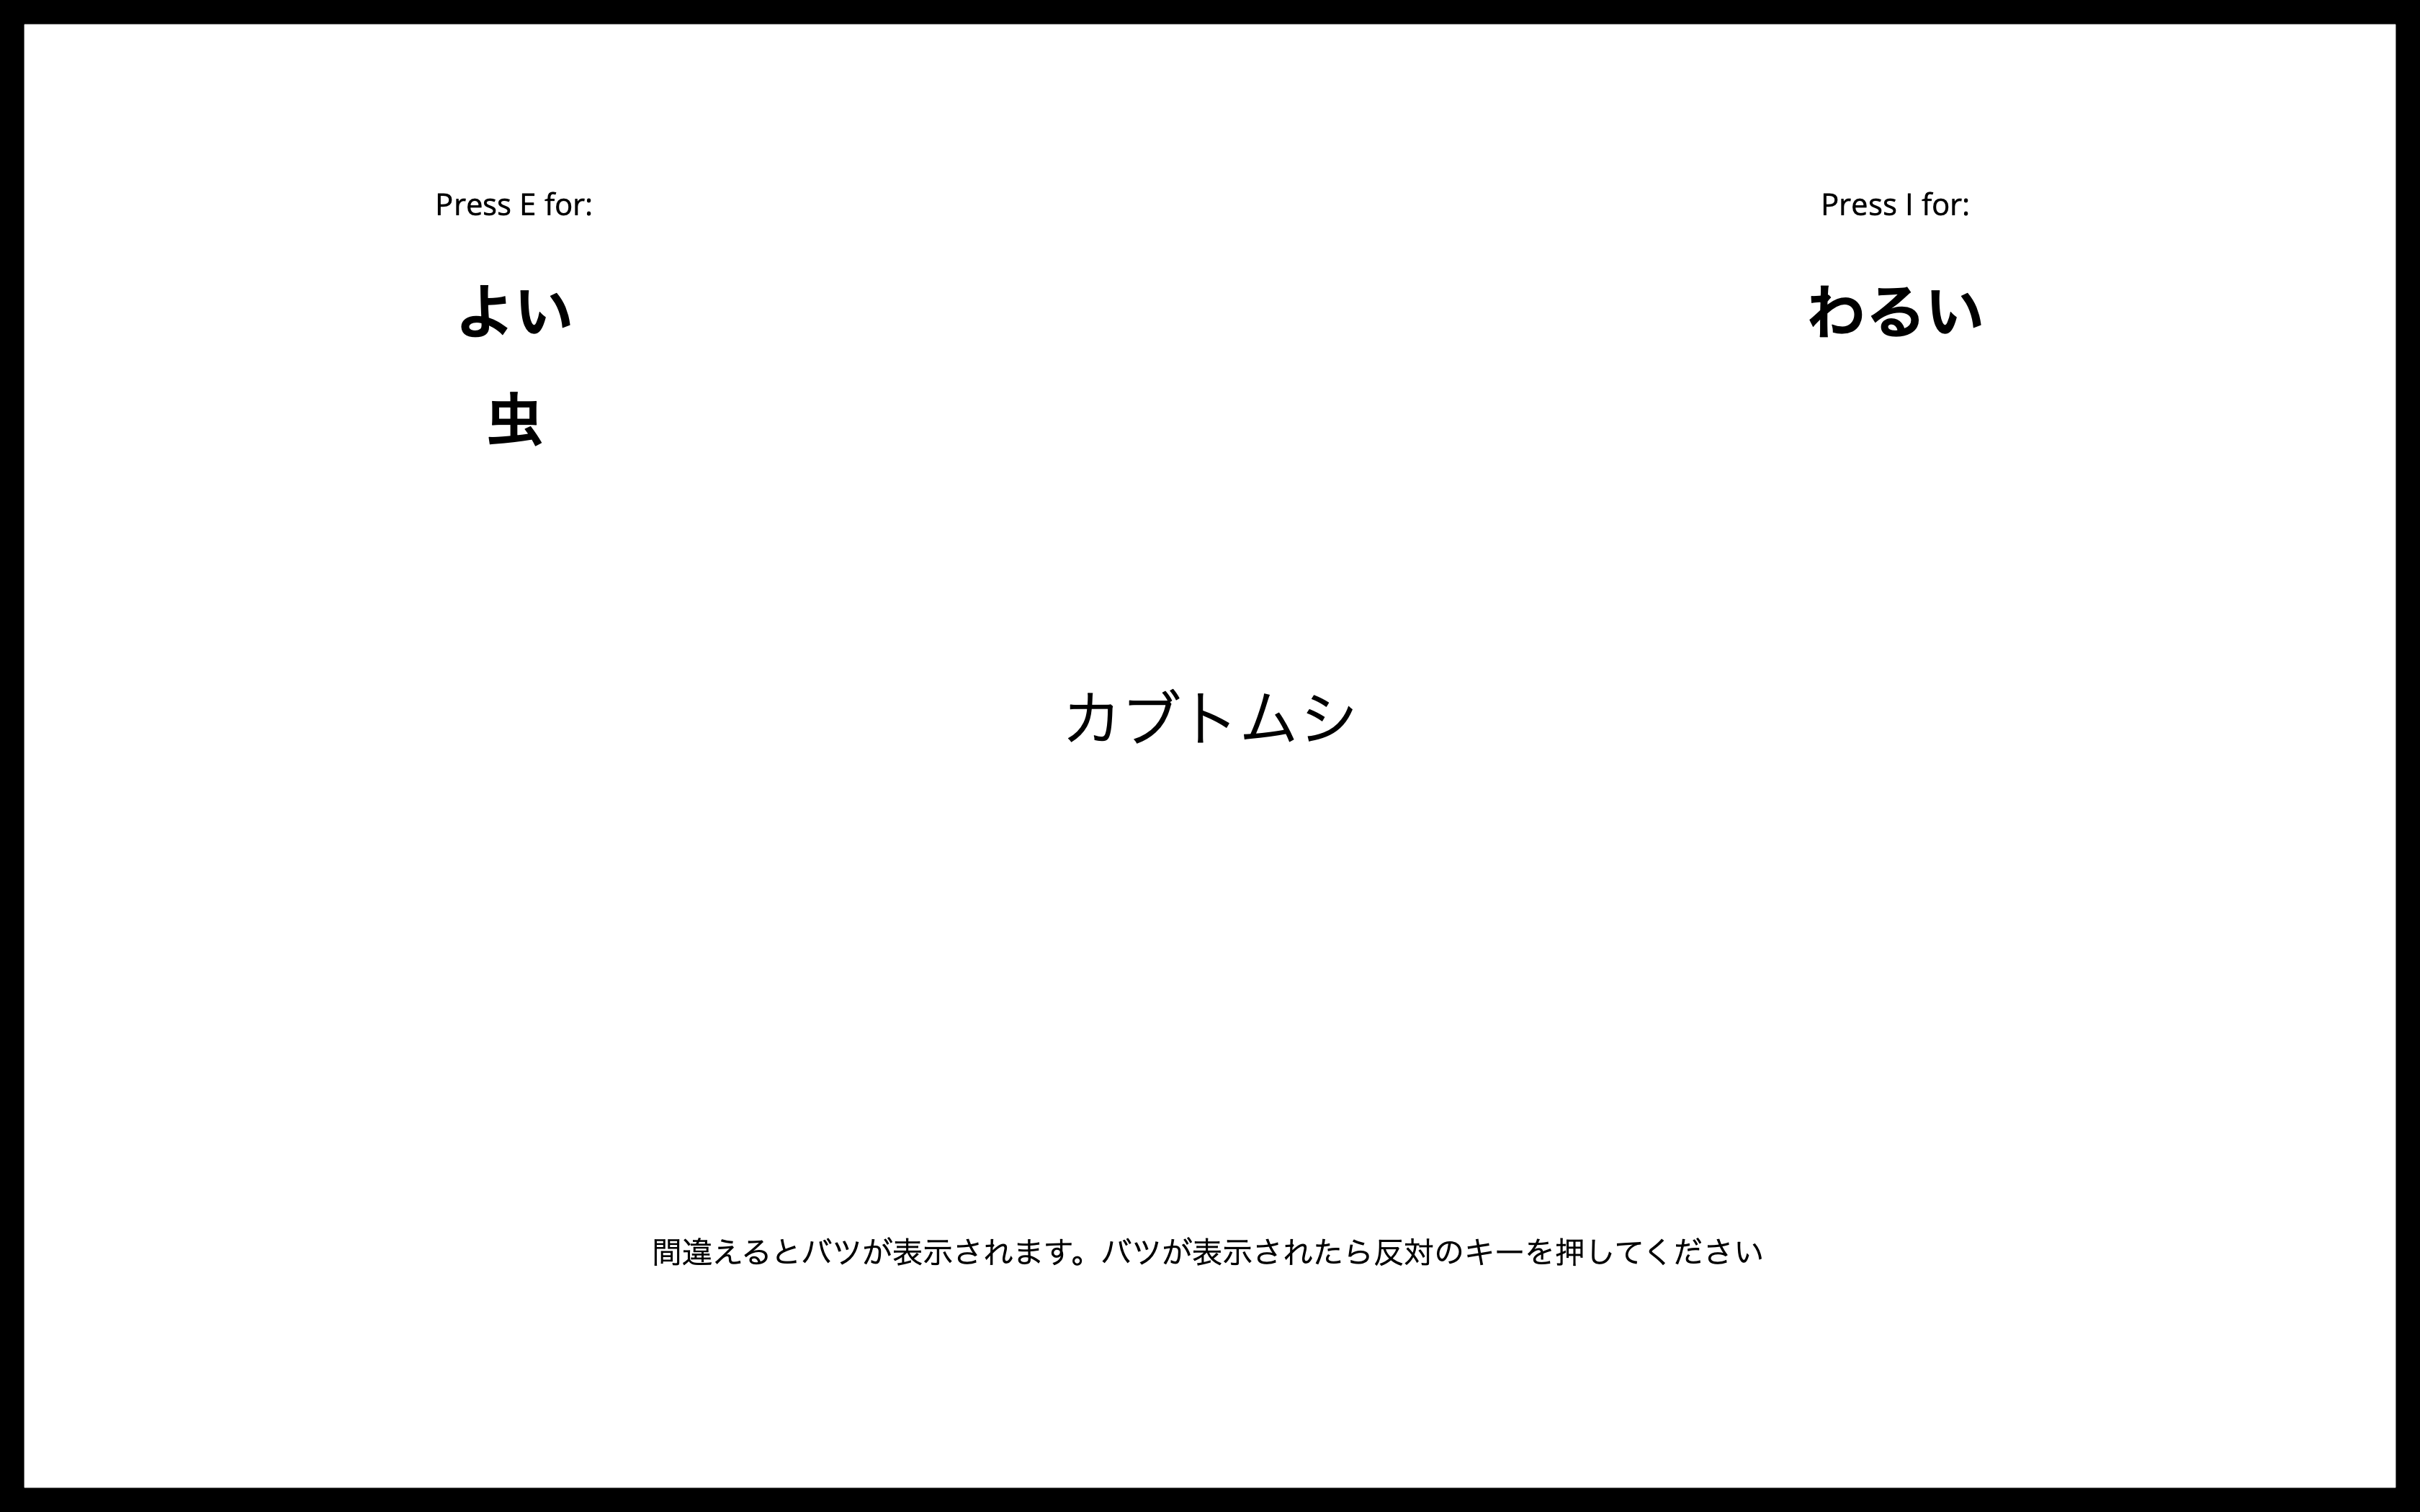 Press E for:
Press I for:
よい
わるい
虫
カブトムシ
間違えるとバツが表示されます。バツが表示されたら反対のキーを押してください